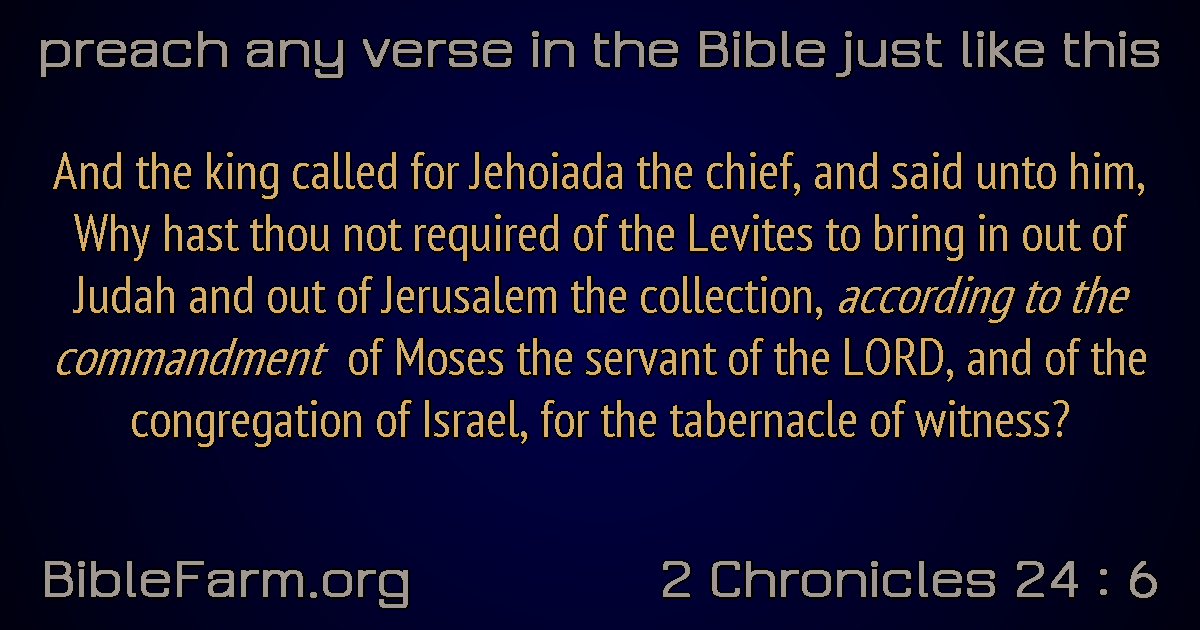 preach any verse in the Bible just like this
And the king called for Jehoiada the chief, and said unto him,
Why hast thou not required of the Levites to bring in out of
Judah and out of Jerusalem the collection, according to the
commandment of Moses the servant of the LORD, and of the
congregation of Israel, for the tabernacle of witness?
BibleFarm.org
2 Chronicles 24 : 6